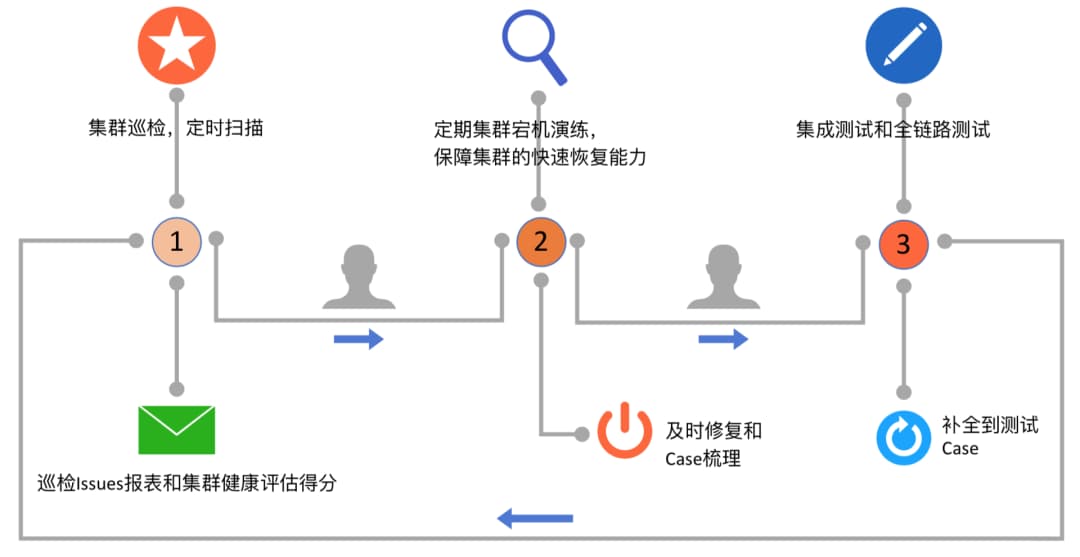 集群巡检，定时扫描
定期集群宕机演练，
保障集群的快速恢复能力
集成测试和全链路测试
1
2
3
巡检Issues报表和集群健康评估得分
及时修复和
Case梳理
补全到测试
Case